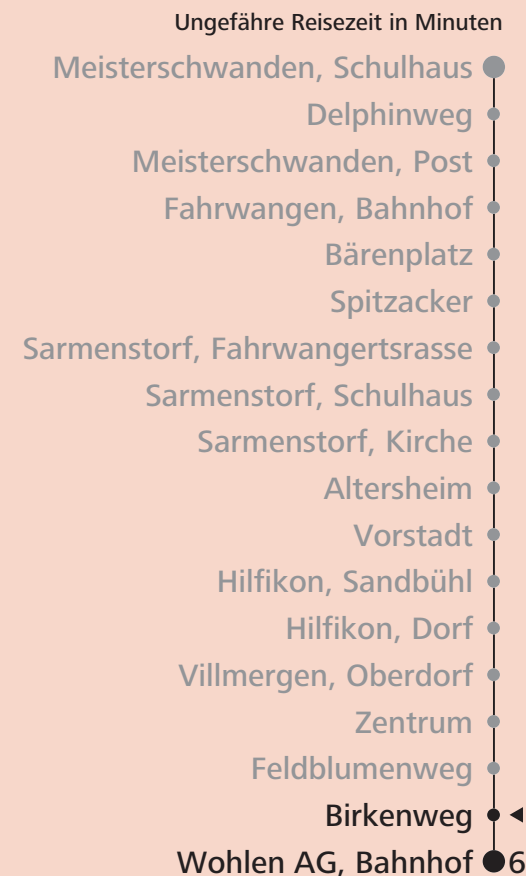 Ungefähre Reisezeit in Minuten
Meisterschwanden, Schulhaus
Delphinweg
Meisterschwanden, Post
Fahrwangen, Bahnhof
Bärenplatz
Spitzacker
Sarmenstorf, Fahrwangertsrasse
Sarmenstorf, Schulhaus
Sarmenstorf, Kirche
Altersheim
Vorstadt
Hilfikon, Sandbühl
Hilfikon, Dorf
Villmergen, Oberdorf
Zentrum
Feldblumenweg
Birkenweg
Wohlen AG, Bahnhof 6